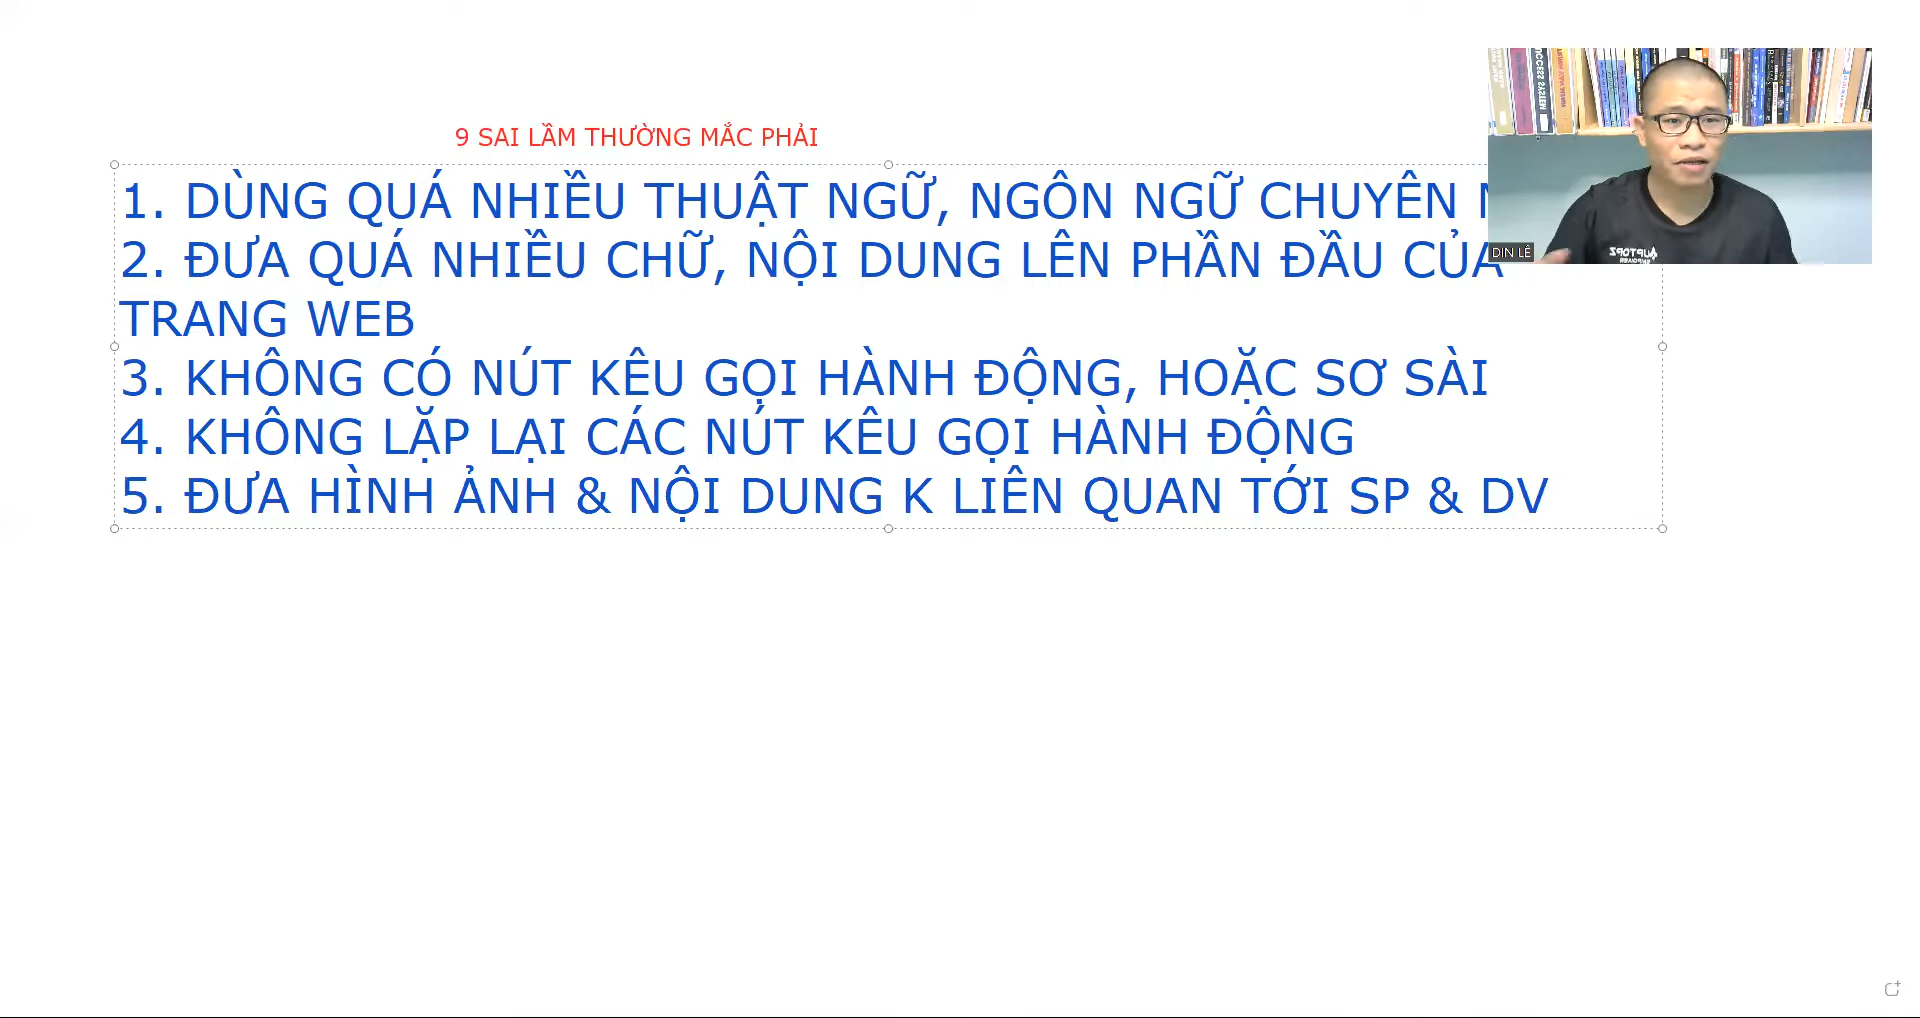 9 SAI LẦM THƯỜNG MẮC PHẢI
1. DÙNG QUÁ NHIỀU THUẬT NGỮ, NGÔN NGỮ CHUYÊN
2. ĐƯA QUÁ NHIỀU CHỮ, NỘI DUNG LÊN PHẦN ĐẦU CỦA
TRANG WEB
3. KHÔNG CÓ NÚT KÊU GỌI HÀNH ĐỘNG, HOẶC SƠ SÀI
4. KHÔNG LẶP LẠI CÁC NÚT KÊU GỌI HÀNH ĐỘNG
5. ĐƯA HÌNH ẢNH & NỘI DUNG K LIÊN QUAN TỚI SP & DV
DIN LÊ
UPTOPZ